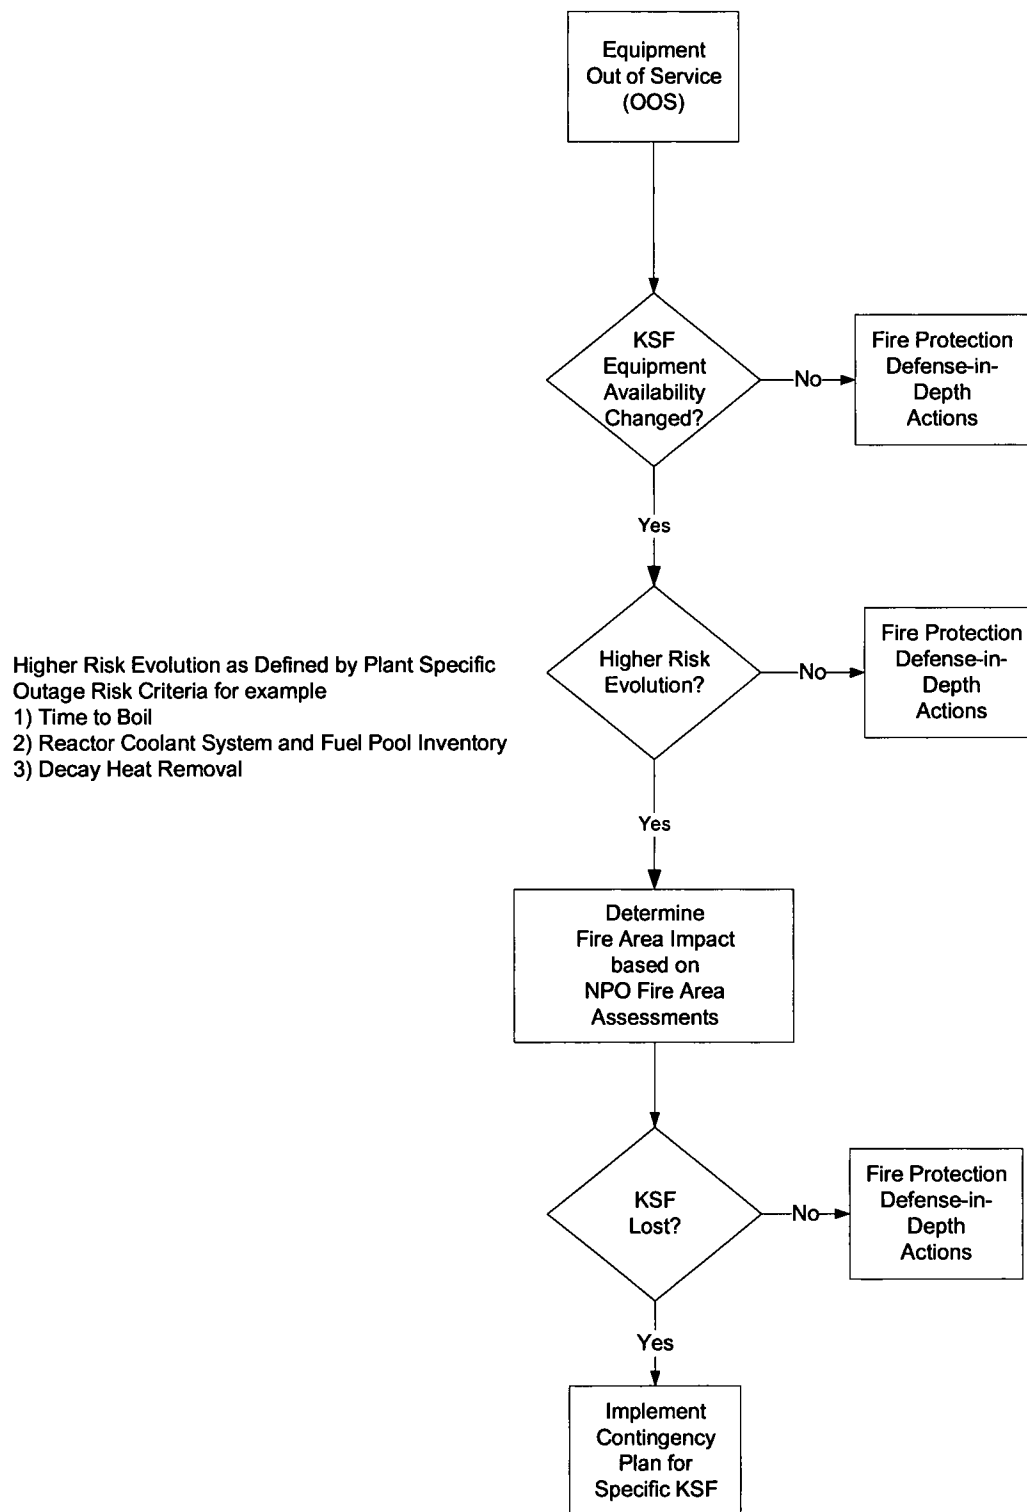 Equipment
Out of Service
(OOS)
KSF
Equipment
Availability
Changed?
No
Fire Protection
Defense-in-
Depth
Actions
Yes
Higher Risk
Evolution?
No
Fire Protection
Defense-in-
Depth
Actions
Higher Risk Evolution as Defined by Plant Specific
Outage Risk Criteria for example
1) Time to Boil
2) Reactor Coolant System and Fuel Pool Inventory
3) Decay Heat Removal
Yes
Determine
Fire Area Impact
based on
NPO Fire Area
Assessments
KSF
Lost?
No
Fire Protection
Defense-in-
Depth
Actions
Yes
Implement
Contingency
Plan for
Specific KSF